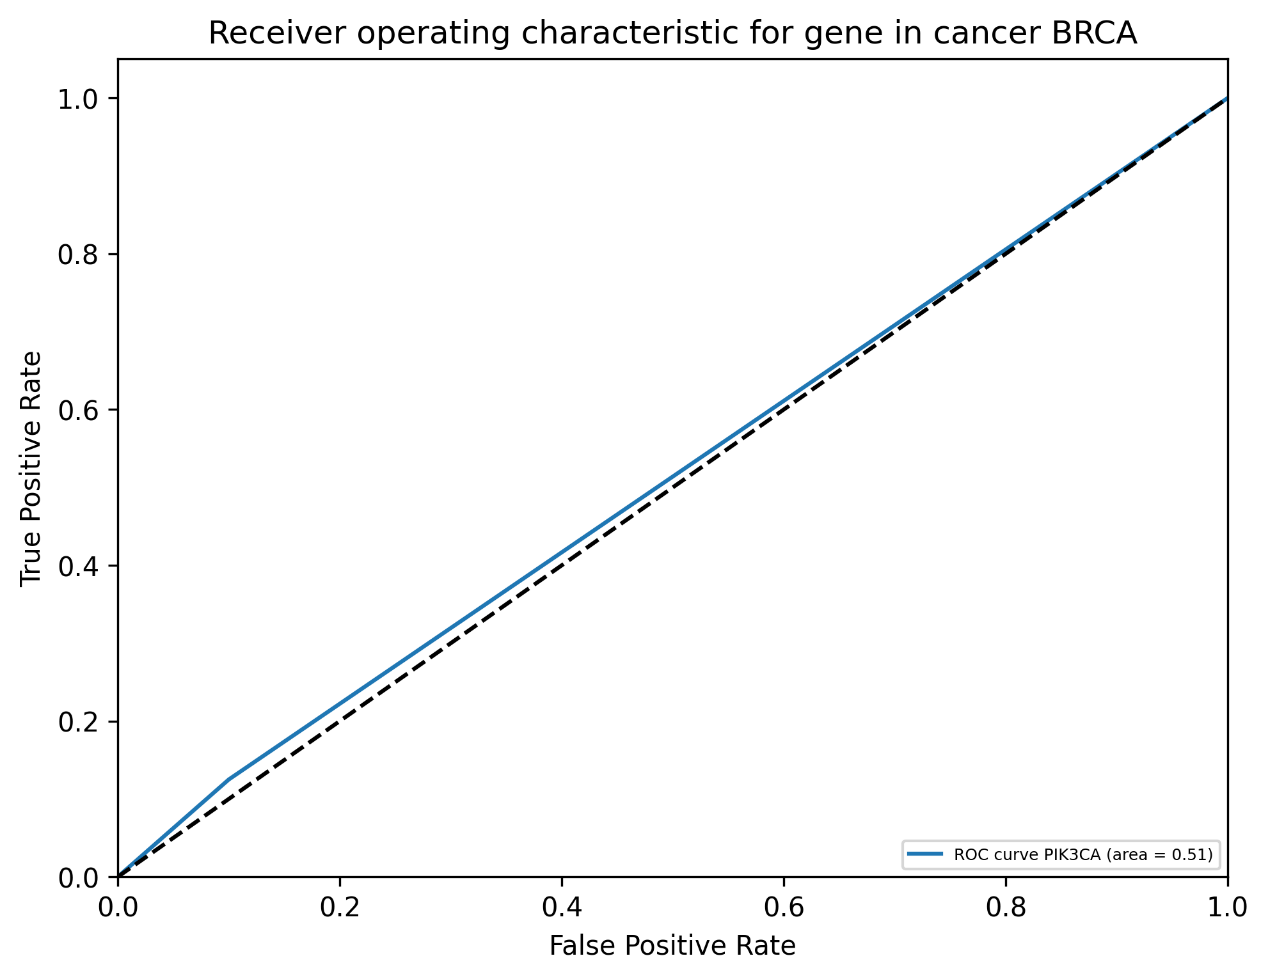 Receiver operating characteristic for gene in cancer BRCA
1.0
0.8
0.6
0.4
0.2
0.0
True Positive Rate
0.0 0.2 0.4 0.6 0.8 1.0
False Positive Rate
ROC curve PIK3CA (area = 0.51)